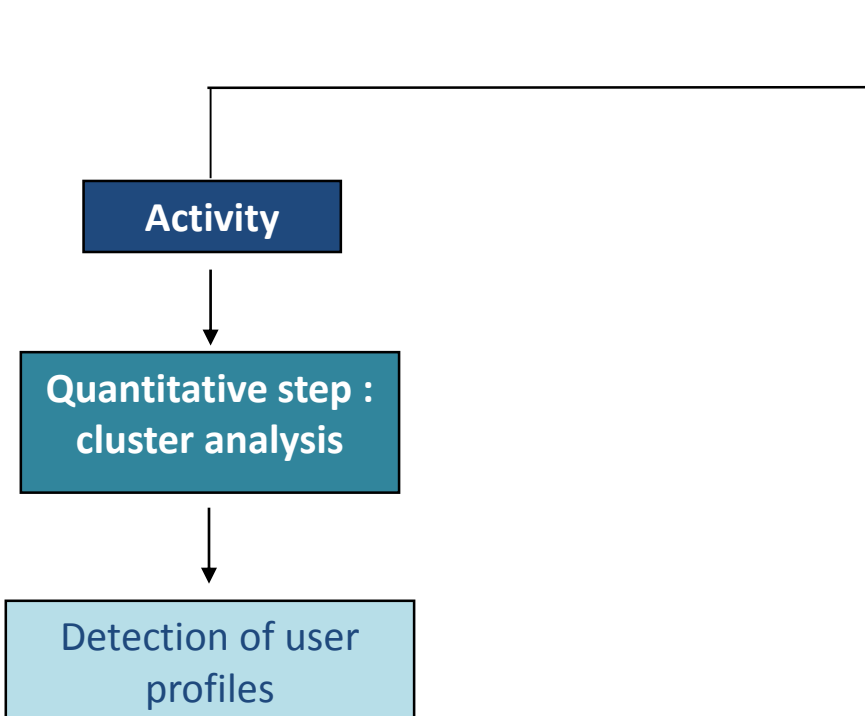 Activity
Quantitative step :
cluster analysis
Detection of user
profiles